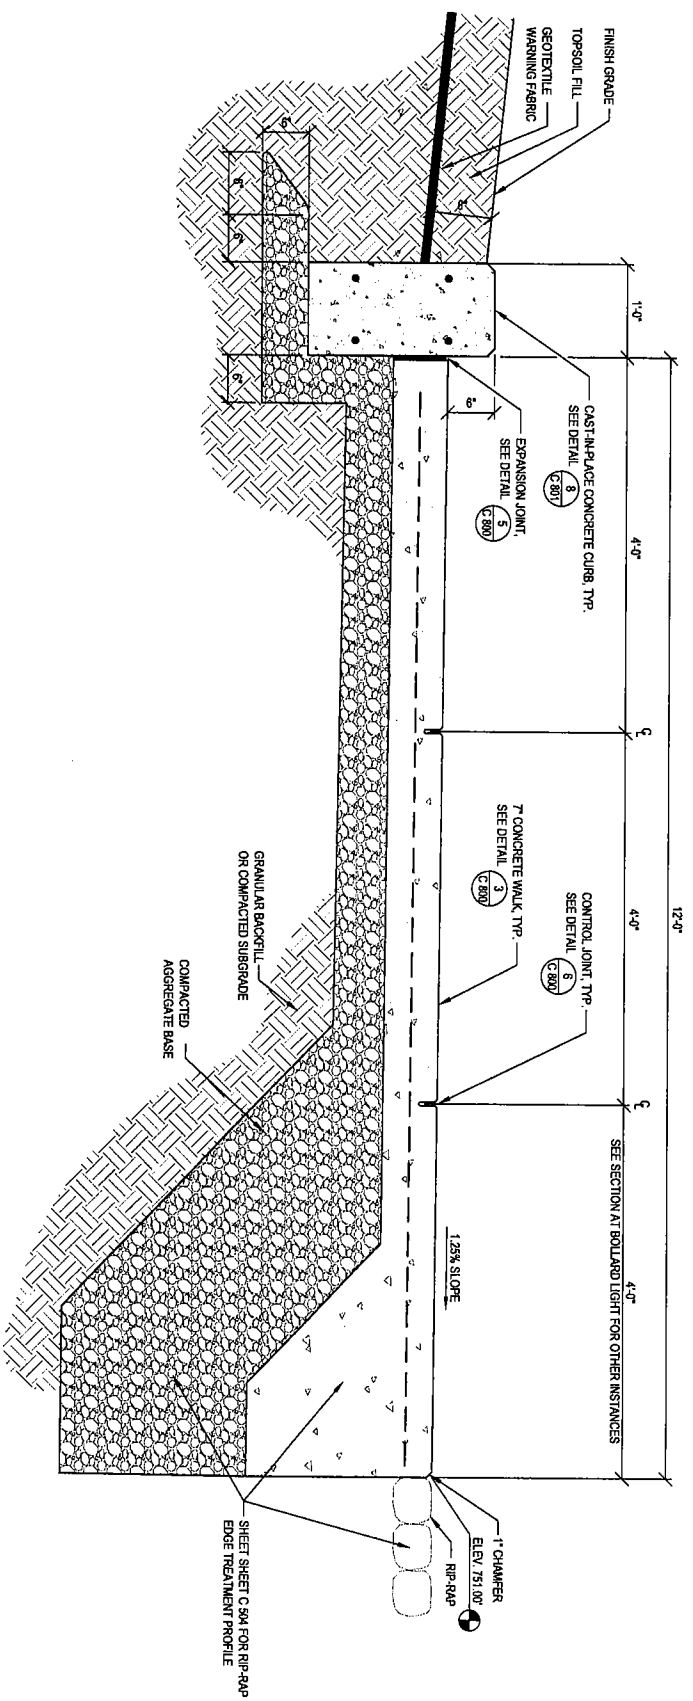 FINISH GRADE
TOPSOIL FILL
GEOTEXTILE
WARNING FABRIC
6"
6"
6"
6"
6"
6"
1'-0"
12'-0"
4'-0"
4'-0"
4'-0"
CAST-IN-PLACE CONCRETE CURB, TYP.
SEE DETAIL
8
C 801
EXPANSION JOINT,
SEE DETAIL
5
C 800
7" CONCRETE WALK, TYP.
SEE DETAIL
3
C 800
CONTROL JOINT, TYP.
SEE DETAIL
6
C 800
SEE SECTION AT BOLLARD LIGHT FOR OTHER INSTANCES
1.25% SLOPE
1" CHAMFER
ELEV. 751.00'
RIP-RAP
GRANULAR BACKFILL
OR COMPACTED SUBGRADE
COMPACTED
AGGREGATE BASE
SHEET SHEET C 504 FOR RIP-RAP
EDGE TREATMENT PROFILE